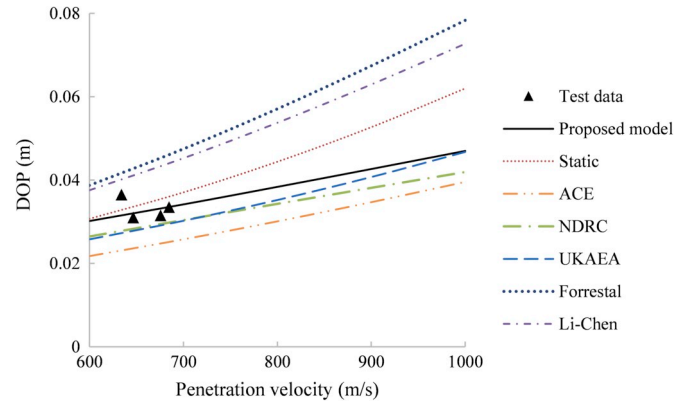 0.08
0.06
0.04
0.02
0
DOP (m)
600
700
800
900
1000
Penetration velocity (m/s)
Test data
Proposed model
Static
ACE
NDRC
UKAEA
Forrestal
Li-Chen